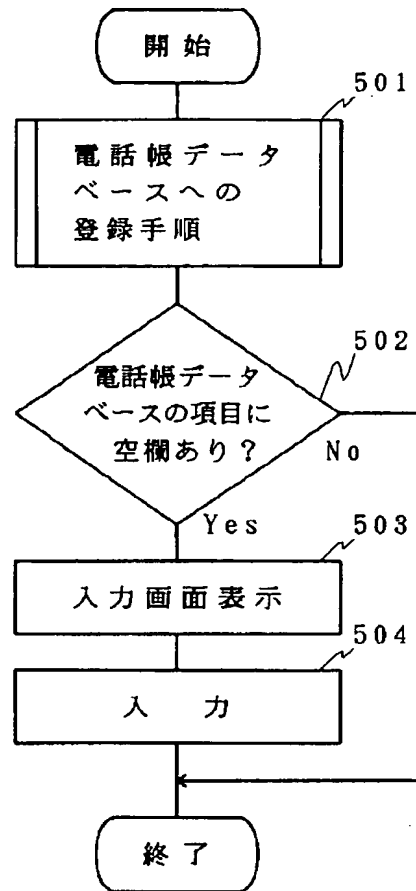 開始
501
電話帳データ
ベースへの
登録手順
502
電話帳データ
ベースの項目に
空欄あり？
No
Yes
503
入力画面表示
504
入力
終了